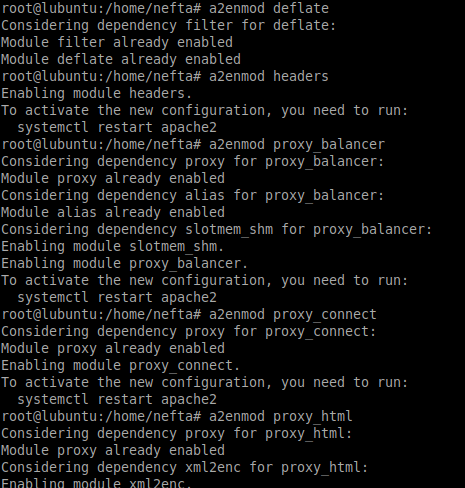 root@lubuntu:/home/nefta# a2enmod deflate
Considering dependency filter for deflate:
Module filter already enabled
Module deflate already enabled
root@lubuntu:/home/nefta# a2enmod headers
Enabling module headers.
To activate the new configuration, you need to run:
  systemctl restart apache2
root@lubuntu:/home/nefta# a2enmod proxy_balancer
Considering dependency proxy for proxy_balancer:
Module proxy already enabled
Considering dependency alias for proxy_balancer:
Module alias already enabled
Considering dependency slotmem_shm for proxy_balancer:
Enabling module slotmem_shm.
Enabling module proxy_balancer.
To activate the new configuration, you need to run:
  systemctl restart apache2
root@lubuntu:/home/nefta# a2enmod proxy_connect
Considering dependency proxy for proxy_connect:
Module proxy already enabled
Enabling module proxy_connect.
To activate the new configuration, you need to run:
  systemctl restart apache2
root@lubuntu:/home/nefta# a2enmod proxy_html
Considering dependency proxy for proxy_html:
Module proxy already enabled
Considering dependency xml2enc for proxy_html:
Enabling module xml2enc.